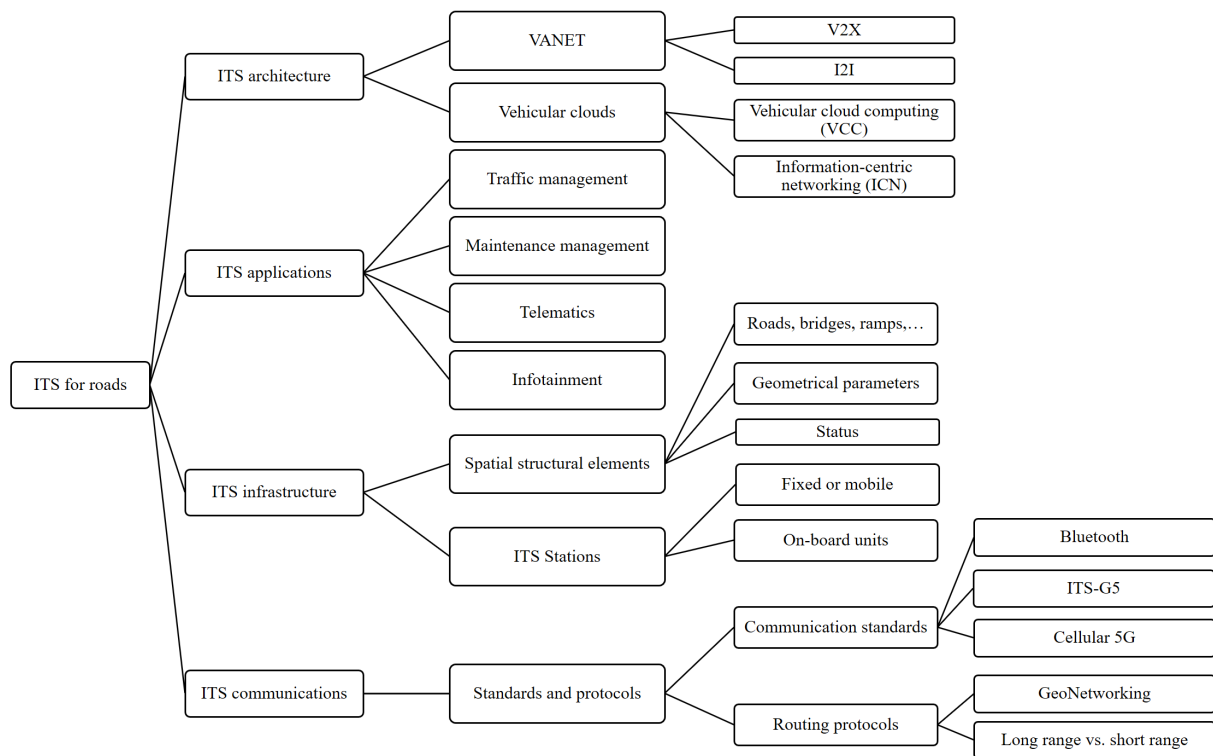 ITS for roads
ITS architecture
VANET
V2X
I2I
Vehicular clouds
Vehicular cloud computing
(VCC)
Information-centric
networking (ICN)
ITS applications
Traffic management
Maintenance management
Telematics
Infotainment
ITS infrastructure
Spatial structural elements
Roads, bridges, ramps,…
Geometrical parameters
Status
ITS Stations
Fixed or mobile
On-board units
ITS communications
Standards and protocols
Communication standards
Bluetooth
ITS-G5
Cellular 5G
Routing protocols
GeoNetworking
Long range vs. short range